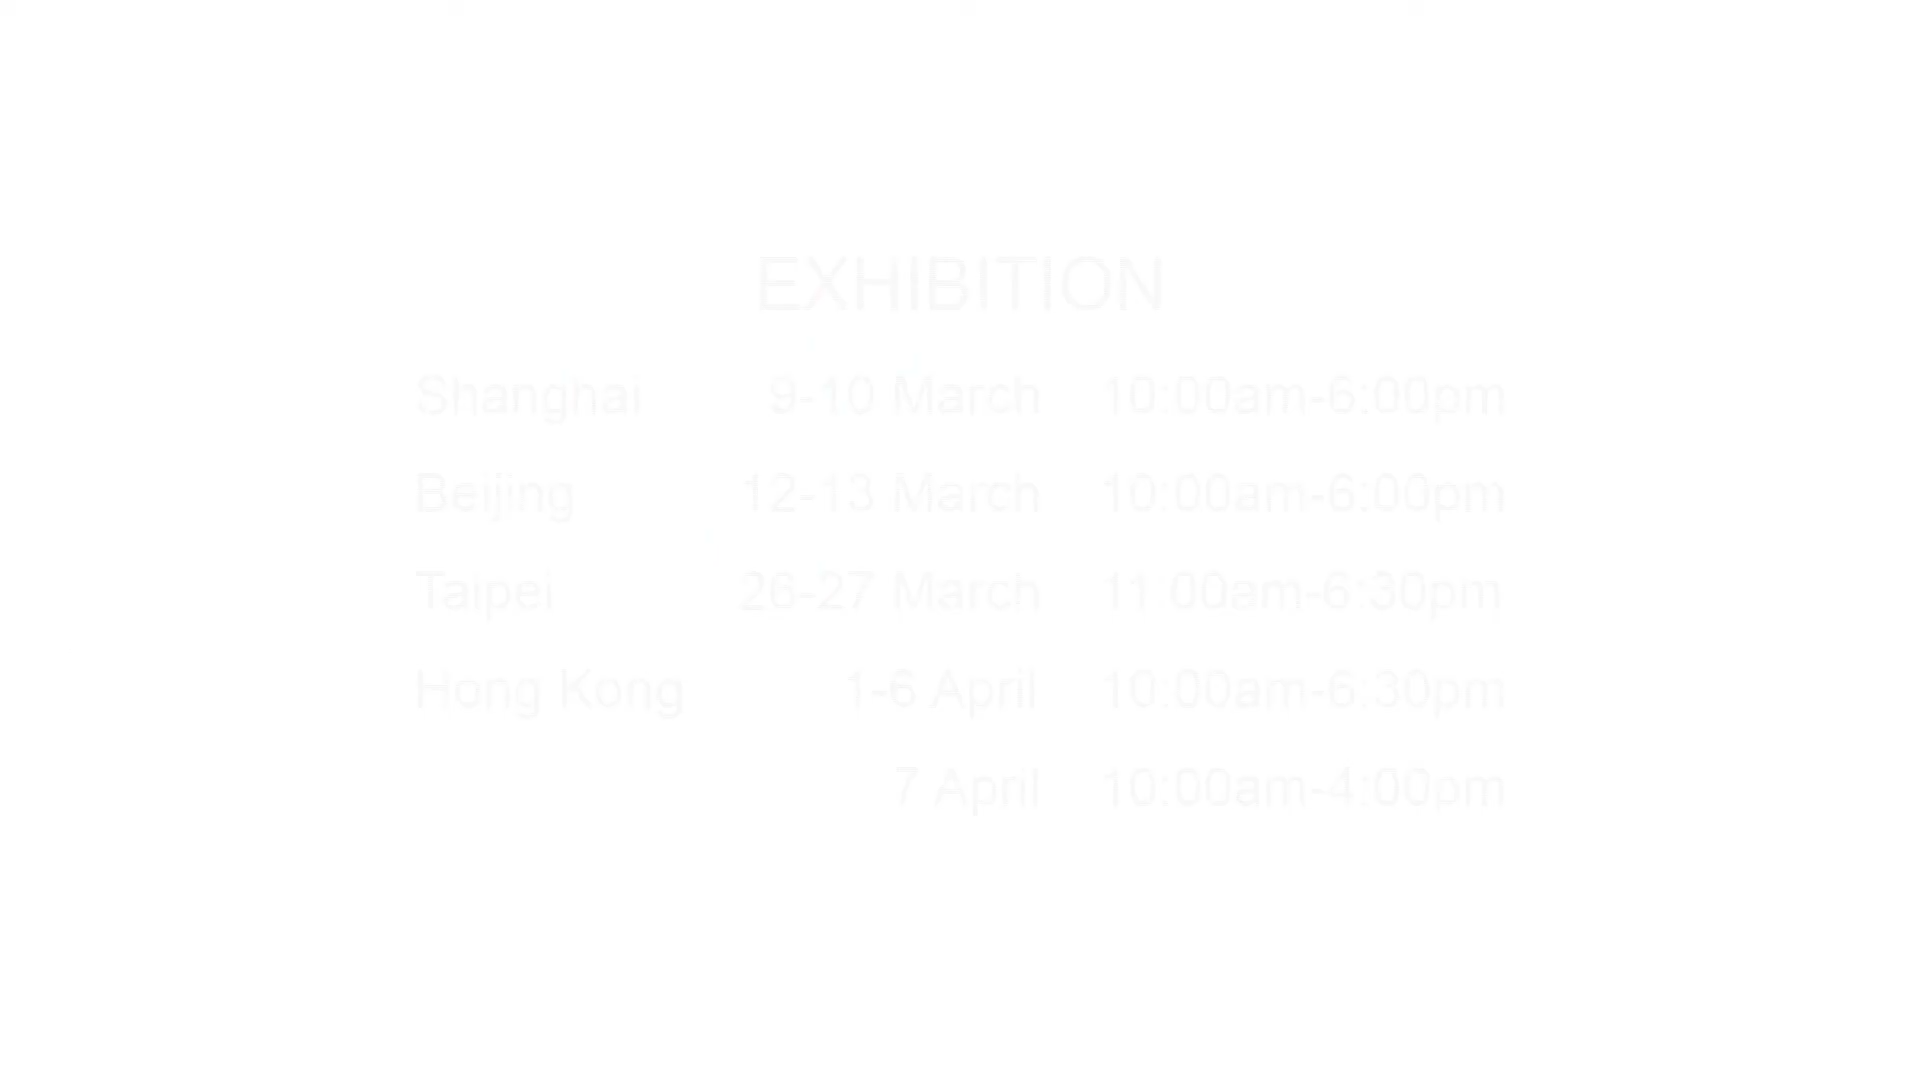 EXHIBITION
Shanghai 9-10 March 10:00am-6:00pm
Beijing 12-13 March 10:00am-6:00pm
Taipei 26-27 March 11:00am-6:30pm
Hong Kong 1-6 April 10:00am-6:30pm
7 April 10:00am-4:00pm